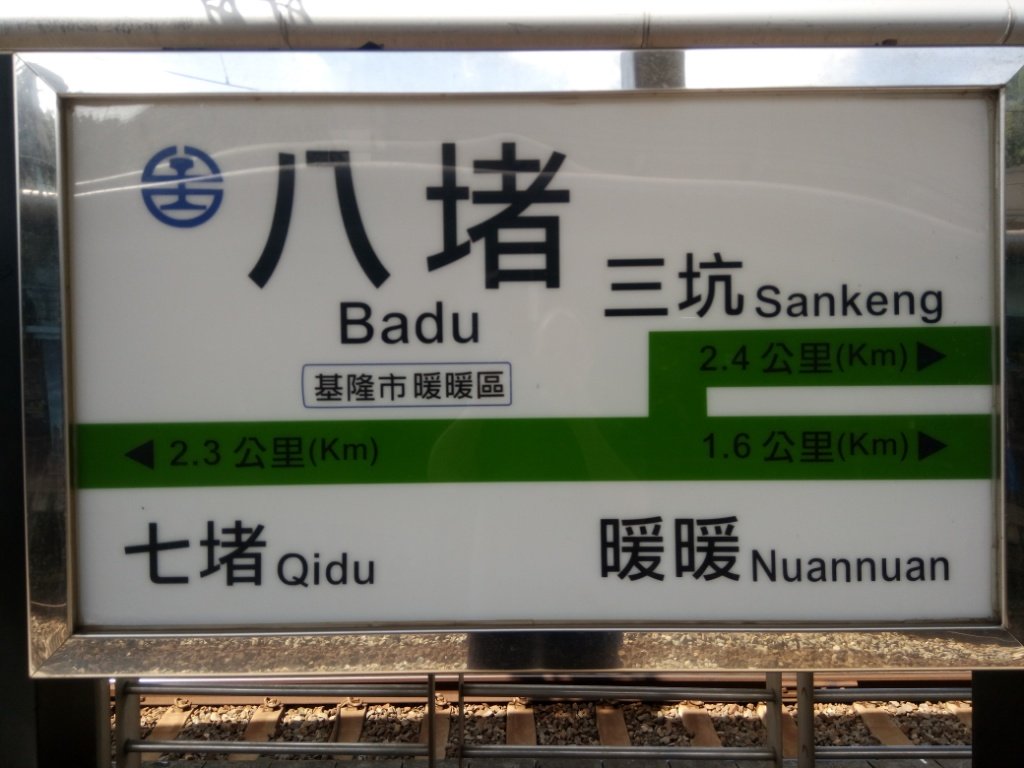 八堵
Badu
基隆市暖暖區
三坑 Sankeng
2.4 公里(Km) ▶
◀ 2.3 公里(Km)
1.6 公里(Km) ▶
七堵 Qidu
暖暖 Nuannuan